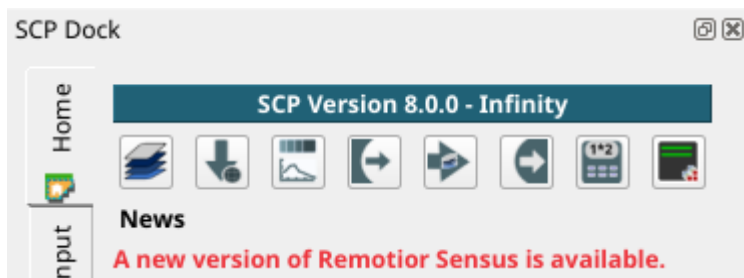 SCP Dock
Home
SCP Version 8.0.0 - Infinity
1*2
News
A new version of Remotior Sensus is available.